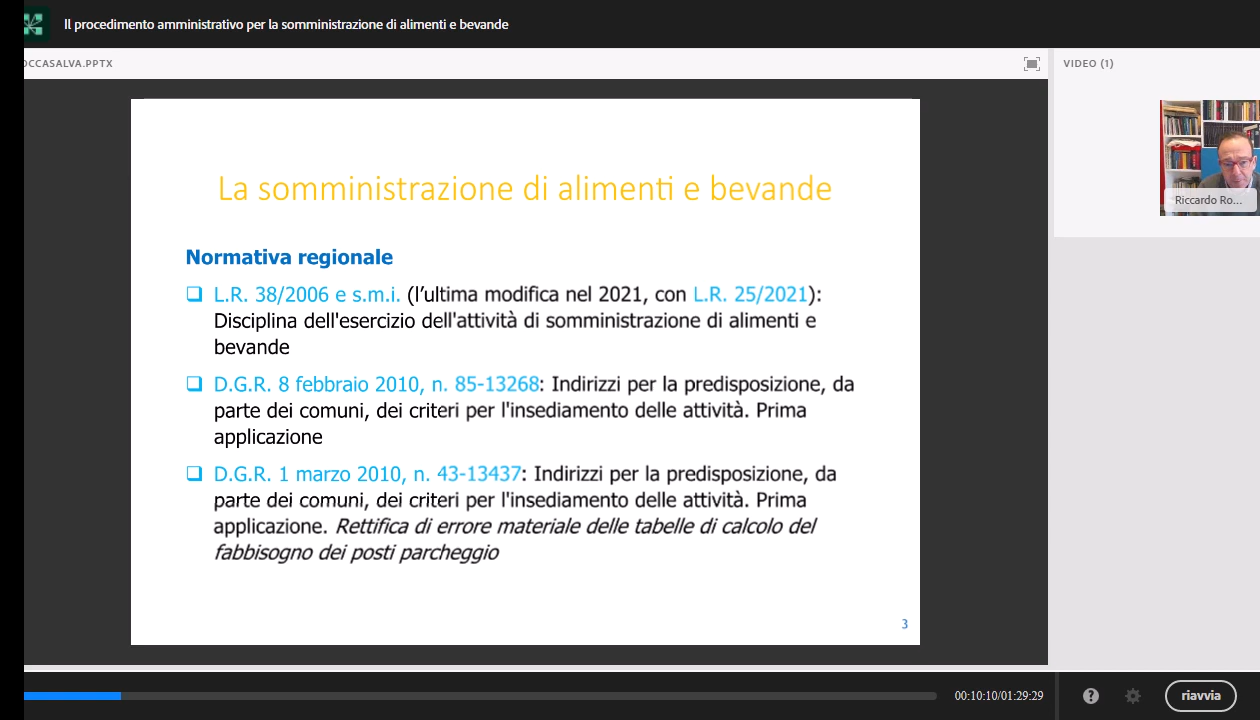 Il procedimento amministrativo per la somministrazione di alimenti e bevande
OCCASALVA.PPTX
VIDEO (1)
La somministrazione di alimenti e bevande
Normativa regionale
L.R. 38/2006 e s.m.i. (l'ultima modifica nel 2021, con L.R. 25/2021):
Disciplina dell'esercizio dell'attività di somministrazione di alimenti e
bevande
D.G.R. 8 febbraio 2010, n. 85-13268: Indirizzi per la predisposizione, da
parte dei comuni, dei criteri per l'insediamento delle attività. Prima
applicazione
D.G.R. 1 marzo 2010, n. 43-13437: Indirizzi per la predisposizione, da
parte dei comuni, dei criteri per l'insediamento delle attività. Prima
applicazione. Rettifica di errore materiale delle tabelle di calcolo del
fabbisogno dei posti parcheggio
3
Riccardo Ro...
00:10:10/01:29:29
?
riavvia